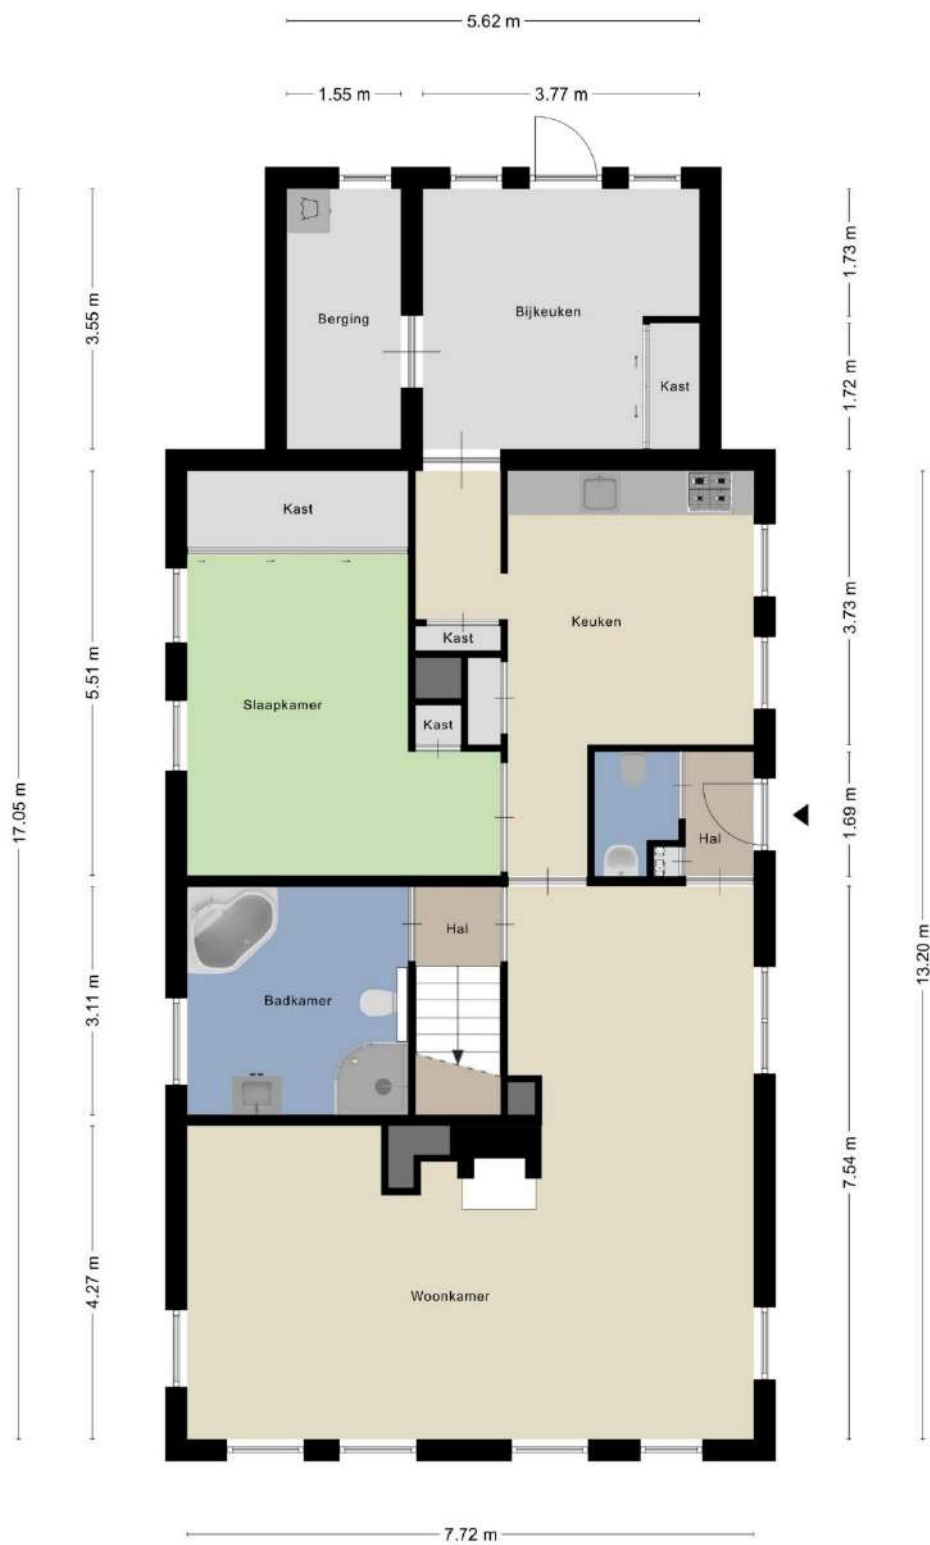 5.62 m
1.55 m
3.77 m
1.73 m
3.55 m
Berging
Bijkeuken
1.72 m
Kast
Kast
3.73 m
Keuken
Kast
5.51 m
Slaapkamer
Kast
17.05 m
1.69 m
Hal
Hal
13.20 m
3.11 m
Badkamer
7.54 m
4.27 m
Woonkamer
7.72 m